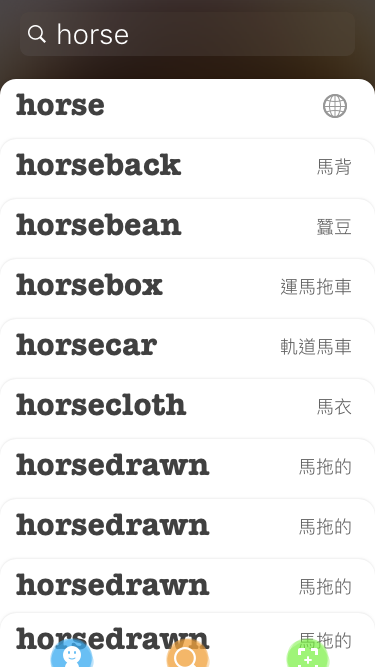 horse
horse
horseback 馬背
horsebean 蠶豆
horsebox 運馬拖車
horsecar 軌道馬車
horsecloth 馬衣
horsedrawn 馬拖的
horsedrawn 馬拖的
horsedrawn 馬拖的
horsedrawn 馬拖的